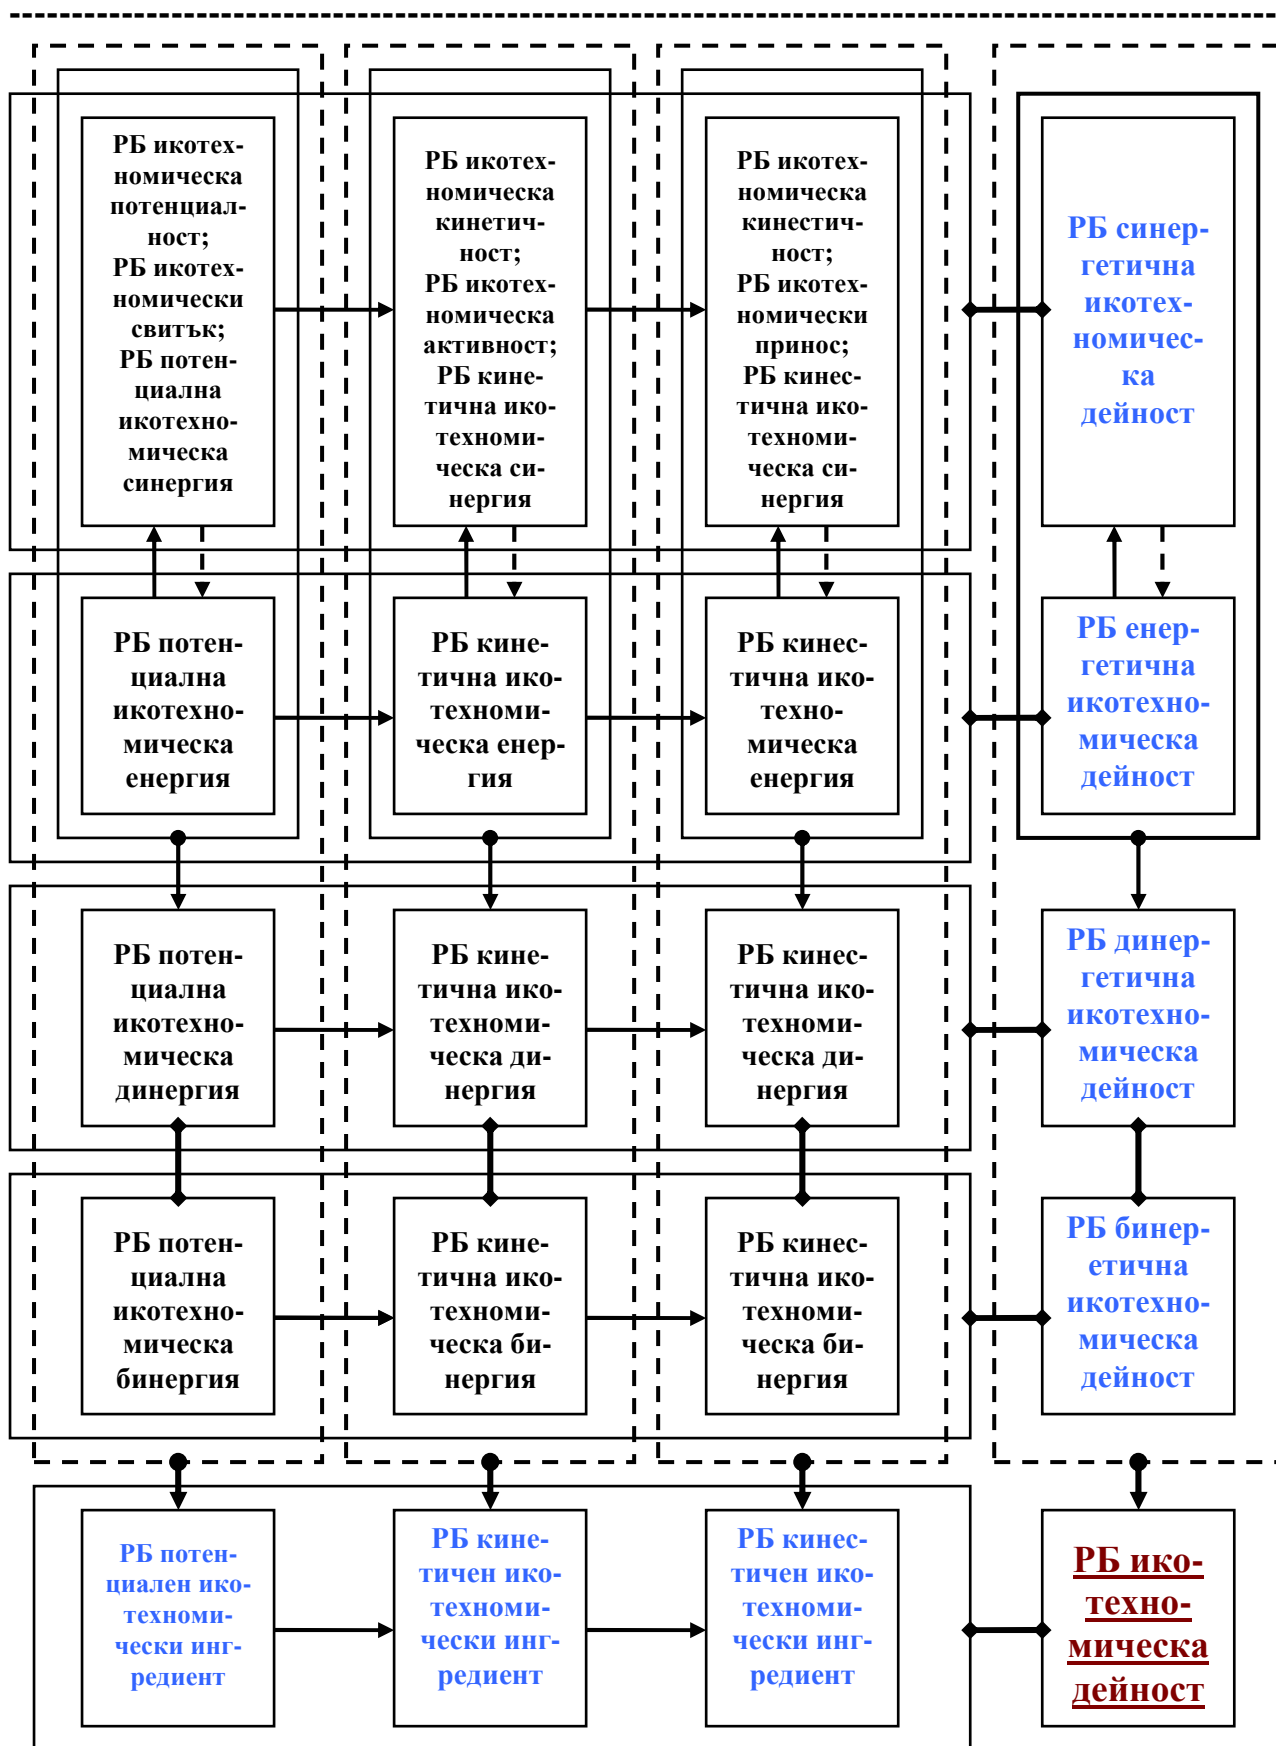 РБ икотех-
номическа
потенциал-
ност;
РБ икотех-
номически
свитък;
РБ потен-
циална
икотехно-
мическа
синергия
РБ икотех-
номическа
кинетич-
ност;
РБ икотех-
номическа
активност;
РБ кине-
тична ико-
техноми-
ческа си-
нергия
РБ икотех-
номическа
кинестич-
ност;
РБ икотех-
номически
принос;
РБ кинес-
тична ико-
техноми-
ческа си-
нергия
РБ синер-
гетична
икотех-
номичес-
ка
дейност
РБ потен-
циална
икотехно-
мическа
енергия
РБ кине-
тична ико-
техноми-
ческа енер-
гия
РБ кинес-
тична ико-
техно-
мическа
енергия
РБ енер-
гетична
икотехно-
мическа
дейност
РБ потен-
циална
икотехно-
мическа
динергия
РБ кине-
тична ико-
техноми-
ческа ди-
нергия
РБ кинес-
тична ико-
техноми-
ческа ди-
нергия
РБ динер-
гетична
икотехно-
мическа
дейност
РБ потен-
циална
икотехно-
мическа
бинергия
РБ кине-
тична ико-
техноми-
ческа би-
нергия
РБ кинес-
тична ико-
техноми-
ческа би-
нергия
РБ бинер-
етична
икотехно-
мическа
дейност
РБ потен-
циален ико-
техноми-
чески инг-
редиент
РБ кине-
тичен ико-
техноми-
чески инг-
редиент
РБ кинес-
тичен ико-
техноми-
чески инг-
редиент
РБ ико-
техно-
мическа
дейност